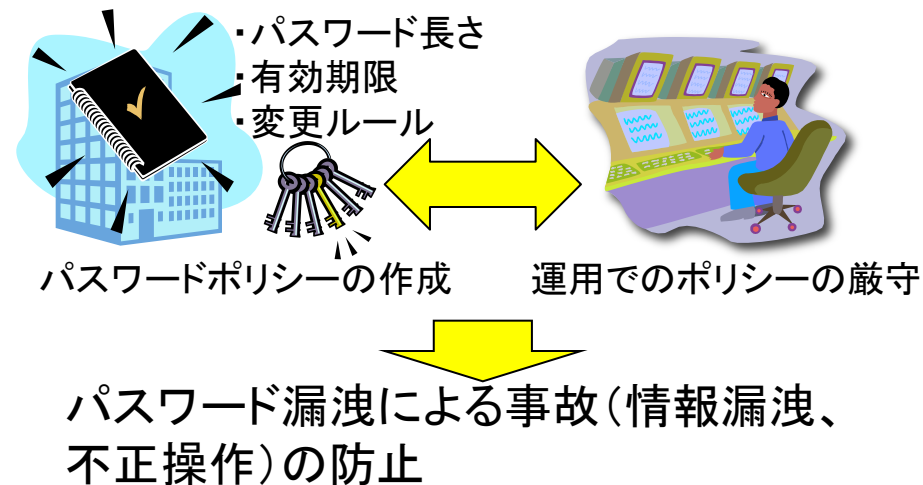 ・パスワード長さ
・有効期限
・変更ルール
パスワードポリシーの作成
運用でのポリシーの厳守
パスワード漏洩による事故（情報漏洩、
不正操作）の防止